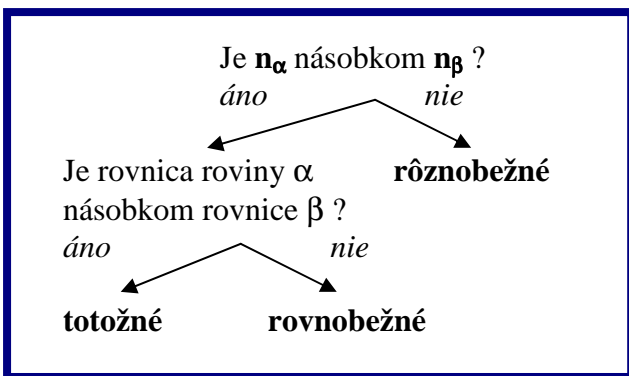 Je nα násobkom nβ ?
áno nie
Je rovnica roviny α rôznobežné
násobkom rovnice β ?
áno nie
totožné rovnobežné